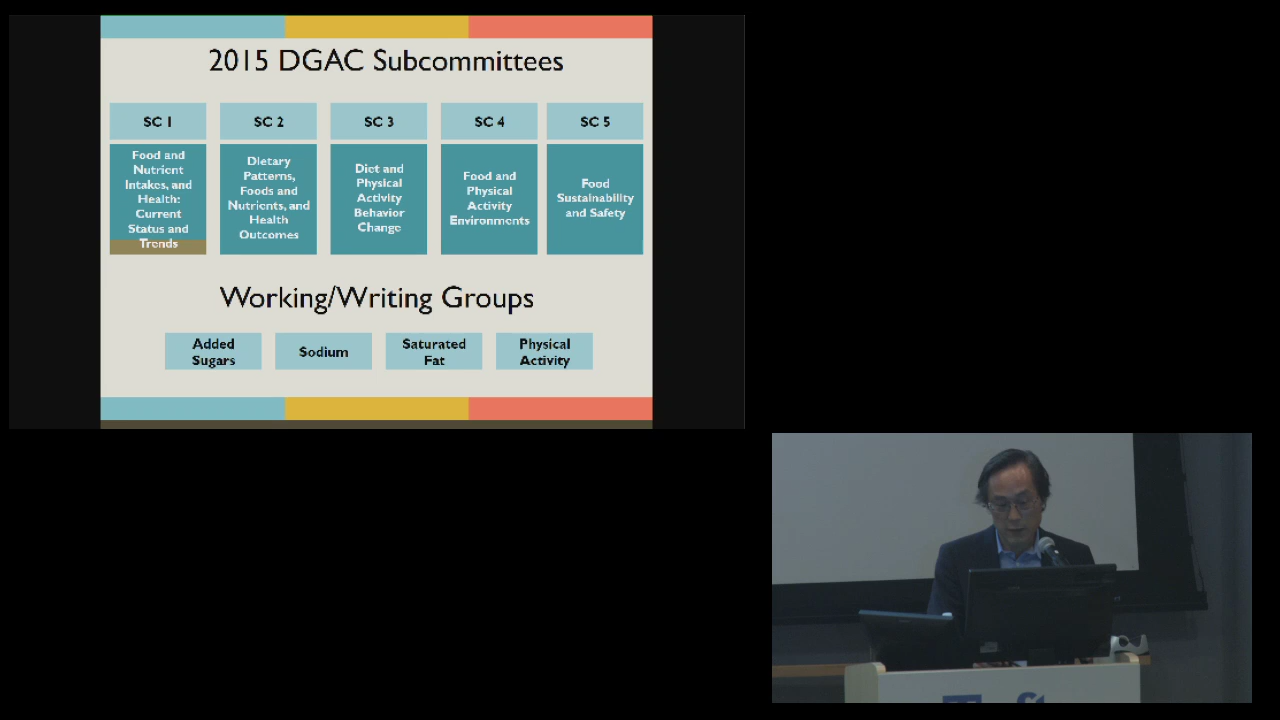 2015 DGAC Subcommittees
SC 1
SC 2
SC 3
SC 4
SC 5
Food and
Nutrient
Intakes, and
Health:
Current
Status and
Trends
Dietary
Patterns,
Foods and
Nutrients, and
Health
Outcomes
Diet and
Physical
Activity
Behavior
Change
Food and
Physical
Activity
Environments
Food
Sustainability
and Safety
Working/Writing Groups
Added
Sugars
Sodium
Saturated
Fat
Physical
Activity